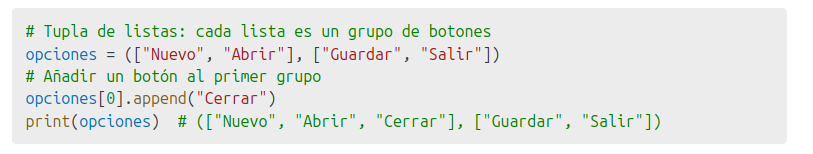 # Tupla de listas: cada lista es un grupo de botones
opciones = (["Nuevo", "Abrir"], ["Guardar", "Salir"])
# Añadir un botón al primer grupo
opciones[0].append("Cerrar")
print(opciones)  # (["Nuevo", "Abrir", "Cerrar"], ["Guardar", "Salir"])